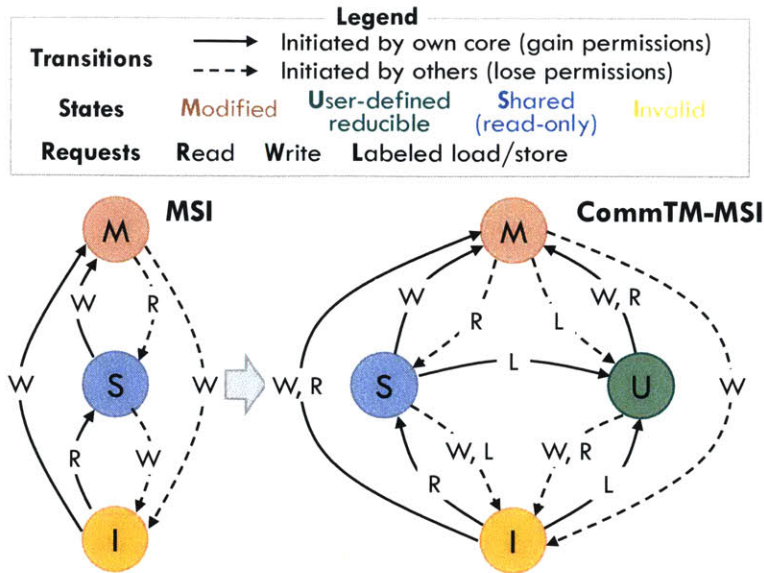 Legend
Transitions
Initiated by own core (gain permissions)
Initiated by others (lose permissions)
States Modified User-defined reducible Shared (read-only) Invalid
Requests Read Write Labeled load/store
MSI
M
W
R
S
W
W
R
W
I
CommTM-MSI
M
W
W, R
R
L
S
L
U
W, R
W
W, L
W, R
R
L
I